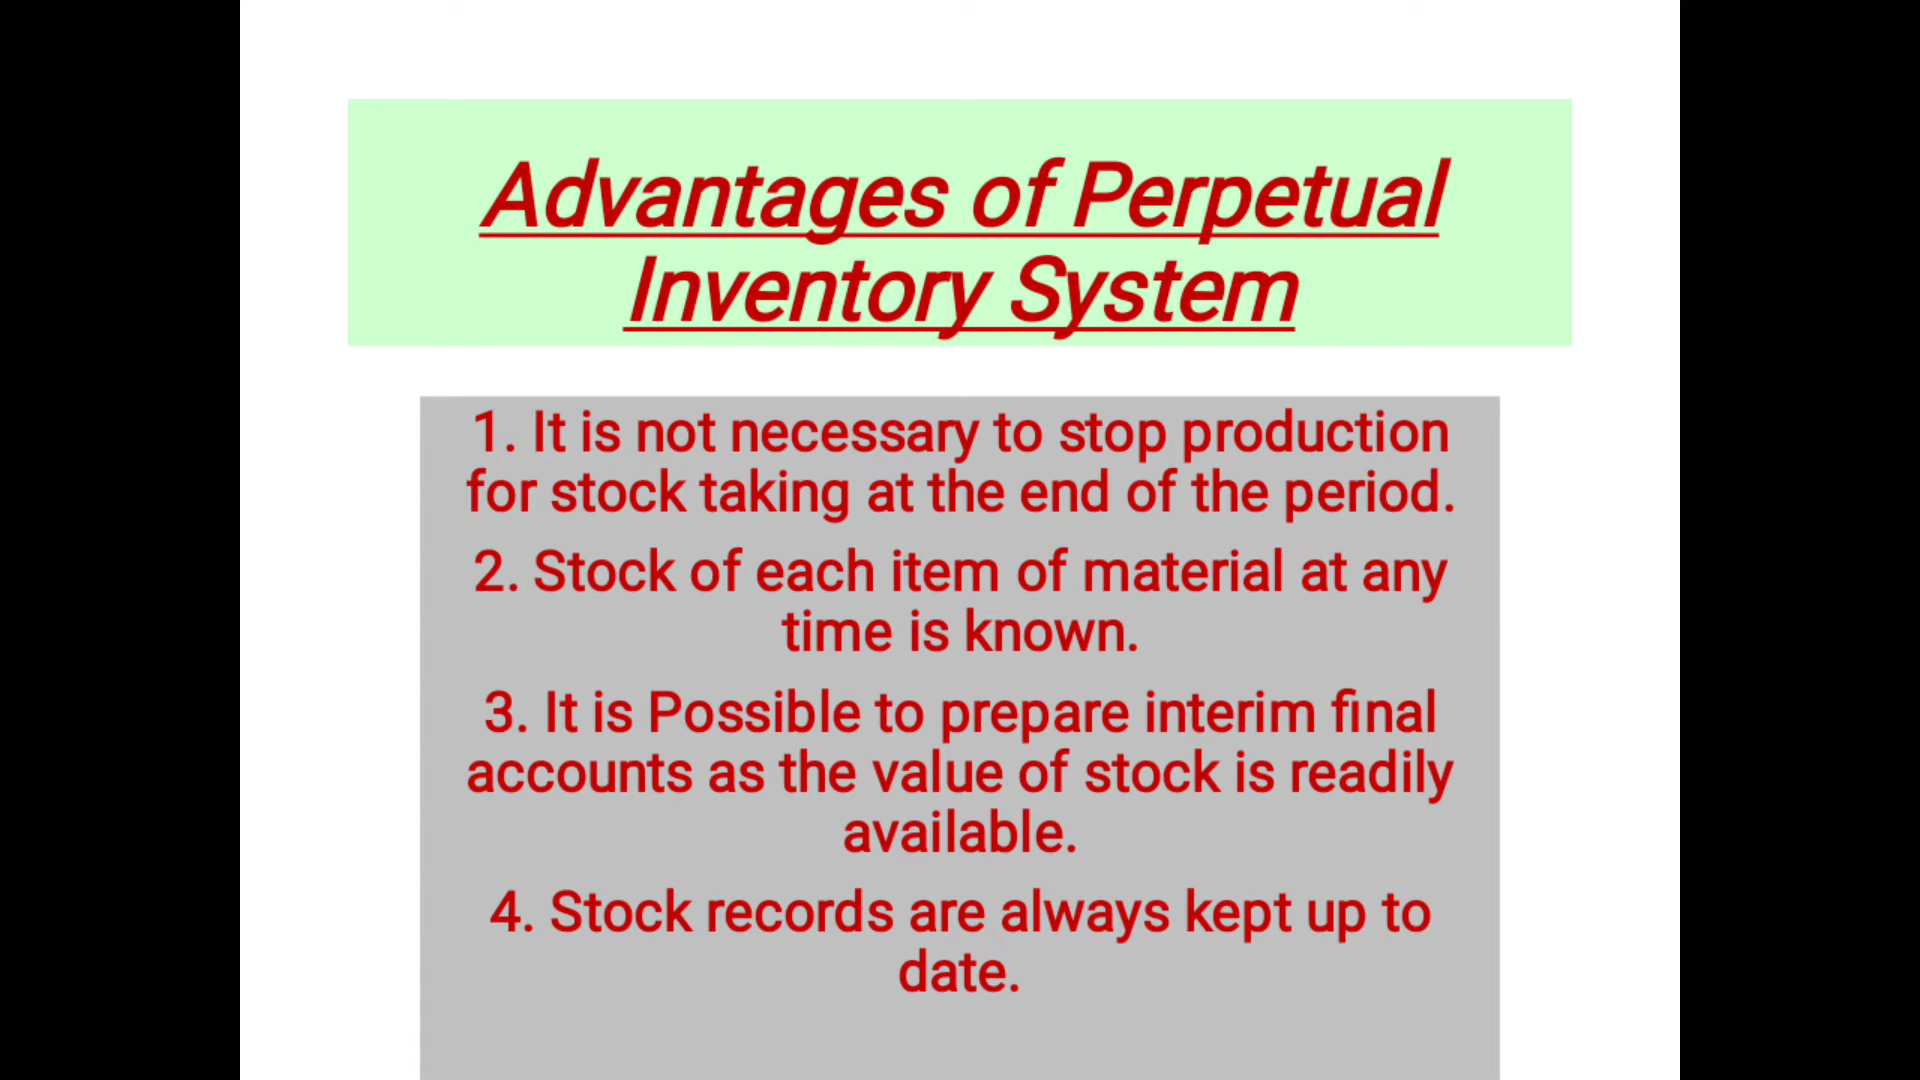 Advantages of Perpetual
Inventory System
1. It is not necessary to stop production
for stock taking at the end of the period.
2. Stock of each item of material at any
time is known.
3. It is Possible to prepare interim final
accounts as the value of stock is readily
available.
4. Stock records are always kept up to
date.